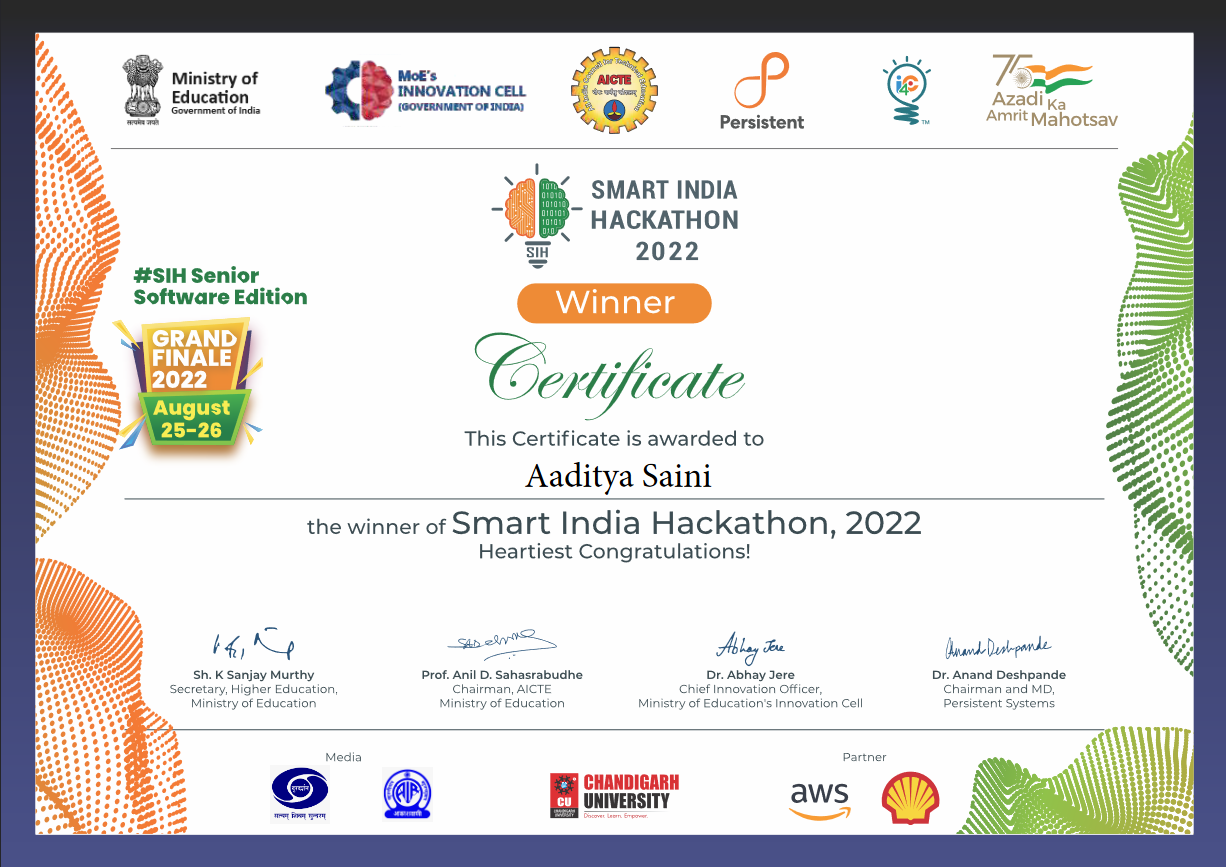 Ministry of
Education
Government of India
सत्यमेव जयते
MoE's
INNOVATION CELL
(GOVERNMENT OF INDIA)
AICTE
Persistent
i4c
TM
75
Azadi Ka
Amrit Mahotsav
SIH
SMART INDIA
HACKATHON
2022
#SIH Senior
Software Edition
Winner
GRAND
FINALE
2022
August
25-26
Certificate
This Certificate is awarded to
Aaditya Saini
the winner of Smart India Hackathon, 2022
Heartiest Congratulations!
Abhay Jere
Anand Deshpande
Sh. K Sanjay Murthy
Secretary, Higher Education,
Ministry of Education
Prof. Anil D. Sahasrabudhe
Chairman, AICTE
Ministry of Education
Dr. Abhay Jere
Chief Innovation Officer,
Ministry of Education's Innovation Cell
Dr. Anand Deshpande
Chairman and MD,
Persistent Systems
Media
दूरदर्शन
सत्यम् शिवम् सुन्दरम्
AIR
आकाशवाणी
CU
CHANDIGARH
UNIVERSITY
CHANDIGARH
UNIVERSITY
Discover. Learn. Empower.
Partner
aws